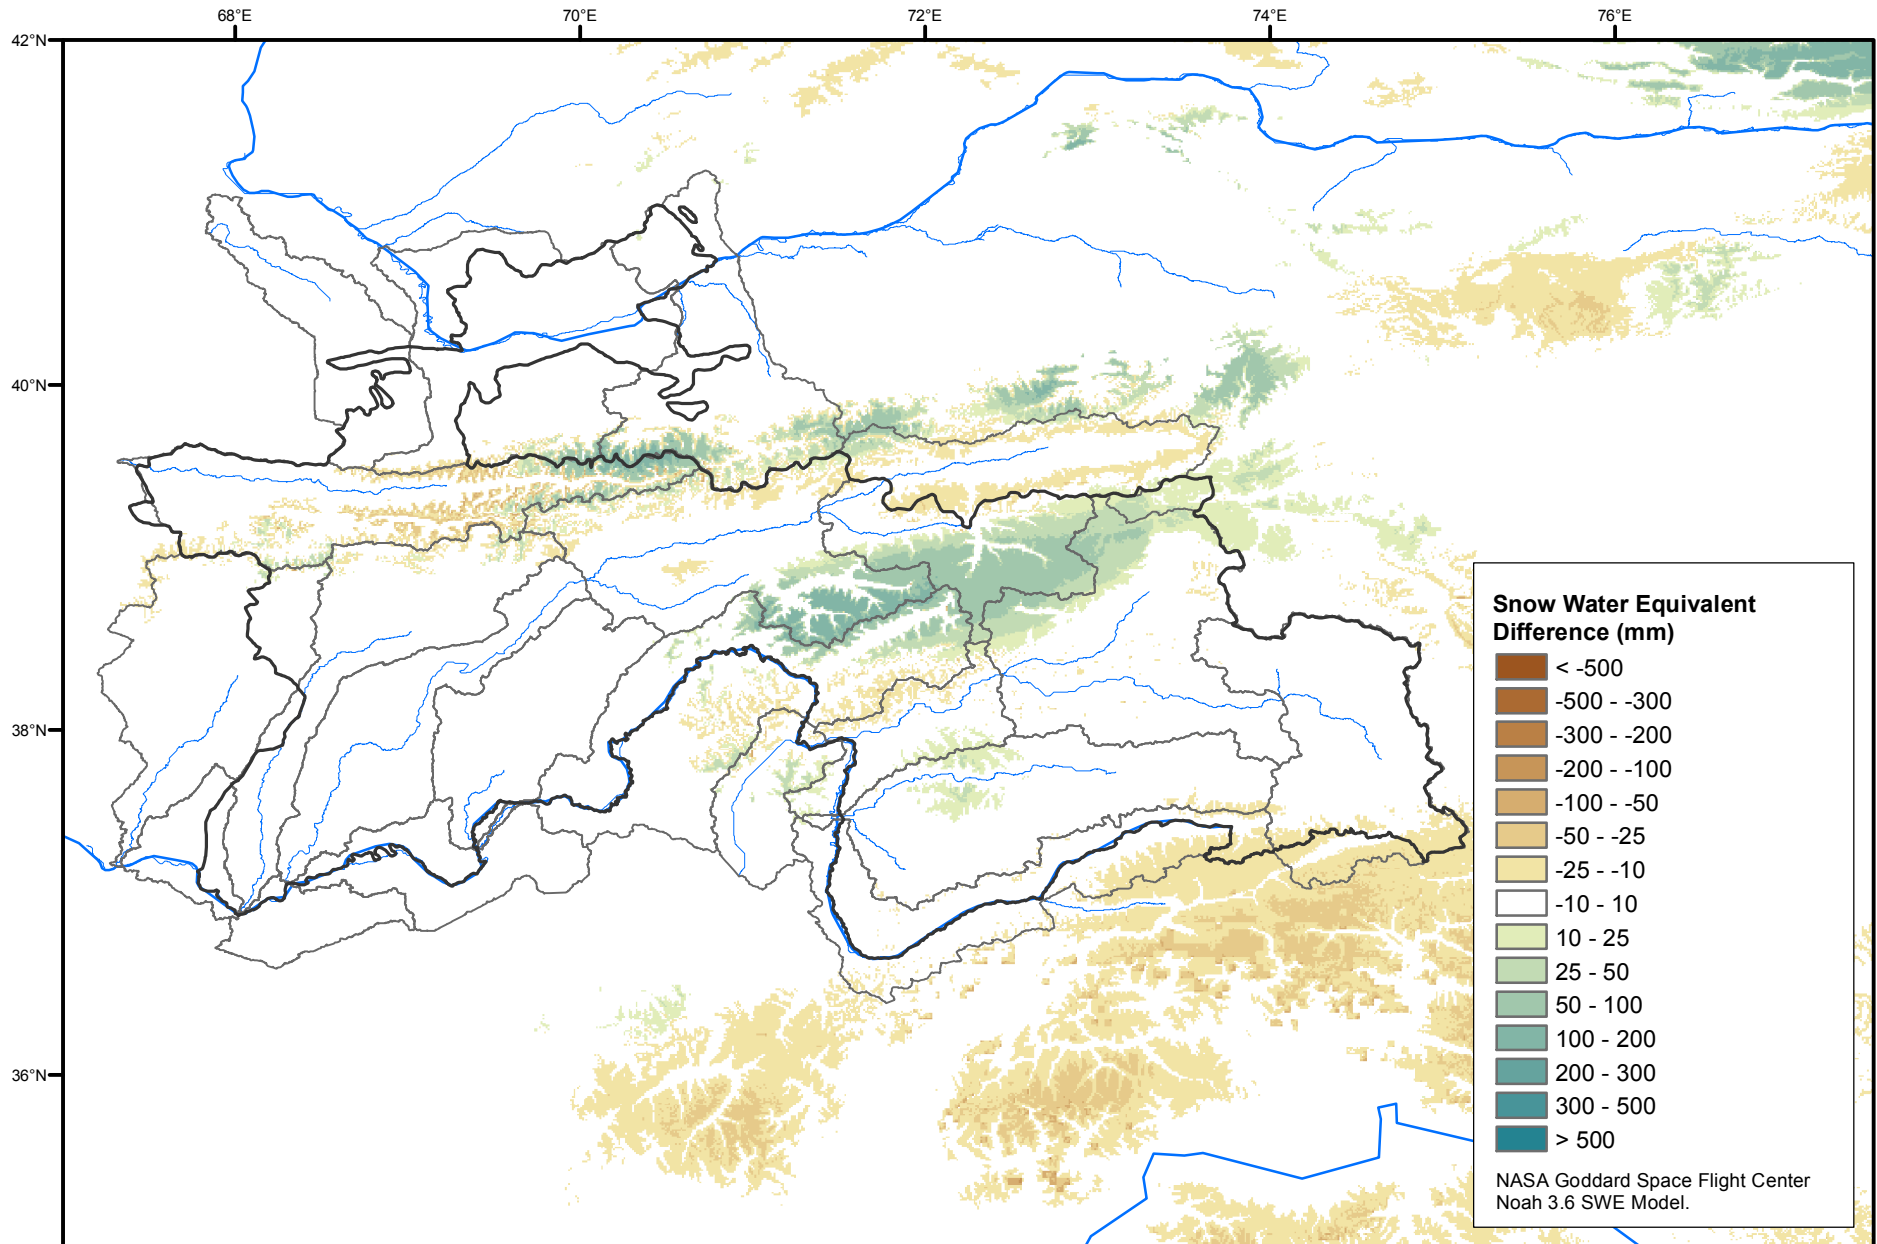 68°E
70°E
72°E
74°E
76°E
42°N
40°N
38°N
36°N
Snow Water Equivalent
Difference (mm)
< -500
-500 - -300
-300 - -200
-200 - -100
-100 - -50
-50 - -25
-25 - -10
-10 - 10
10 - 25
25 - 50
50 - 100
100 - 200
200 - 300
300 - 500
> 500
NASA Goddard Space Flight Center
Noah 3.6 SWE Model.